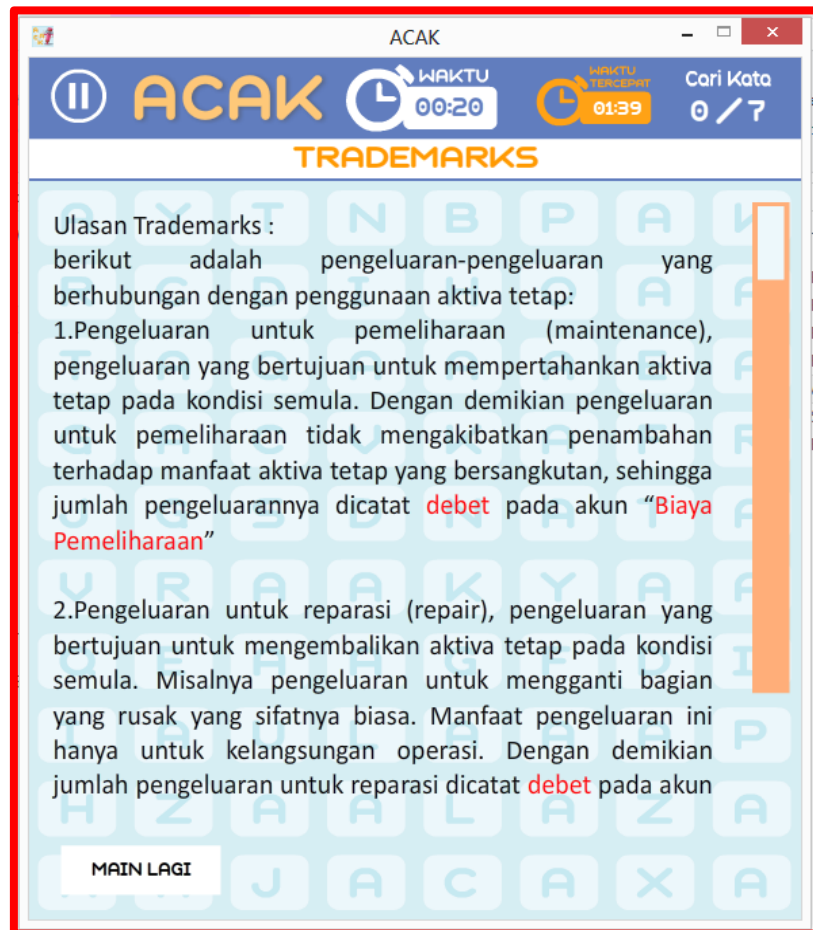 ACAK
ACAK
WAKTU
00:20
WAKTU
TERCEPAT
01:39
Cari Kata
0/7
TRADEMARKS
Ulasan Trademarks :
berikut adalah pengeluaran-pengeluaran yang
berhubungan dengan penggunaan aktiva tetap:
1.Pengeluaran untuk pemeliharaan (maintenance),
pengeluaran yang bertujuan untuk mempertahankan aktiva
tetap pada kondisi semula. Dengan demikian pengeluaran
untuk pemeliharaan tidak mengakibatkan penambahan
terhadap manfaat aktiva tetap yang bersangkutan, sehingga
jumlah pengeluarannya dicatat debet pada akun “Biaya
Pemeliharaan”
2.Pengeluaran untuk reparasi (repair), pengeluaran yang
bertujuan untuk mengembalikan aktiva tetap pada kondisi
semula. Misalnya pengeluaran untuk mengganti bagian
yang rusak yang sifatnya biasa. Manfaat pengeluaran ini
hanya untuk kelangsungan operasi. Dengan demikian
jumlah pengeluaran untuk reparasi dicatat debet pada akun
MAIN LAGI